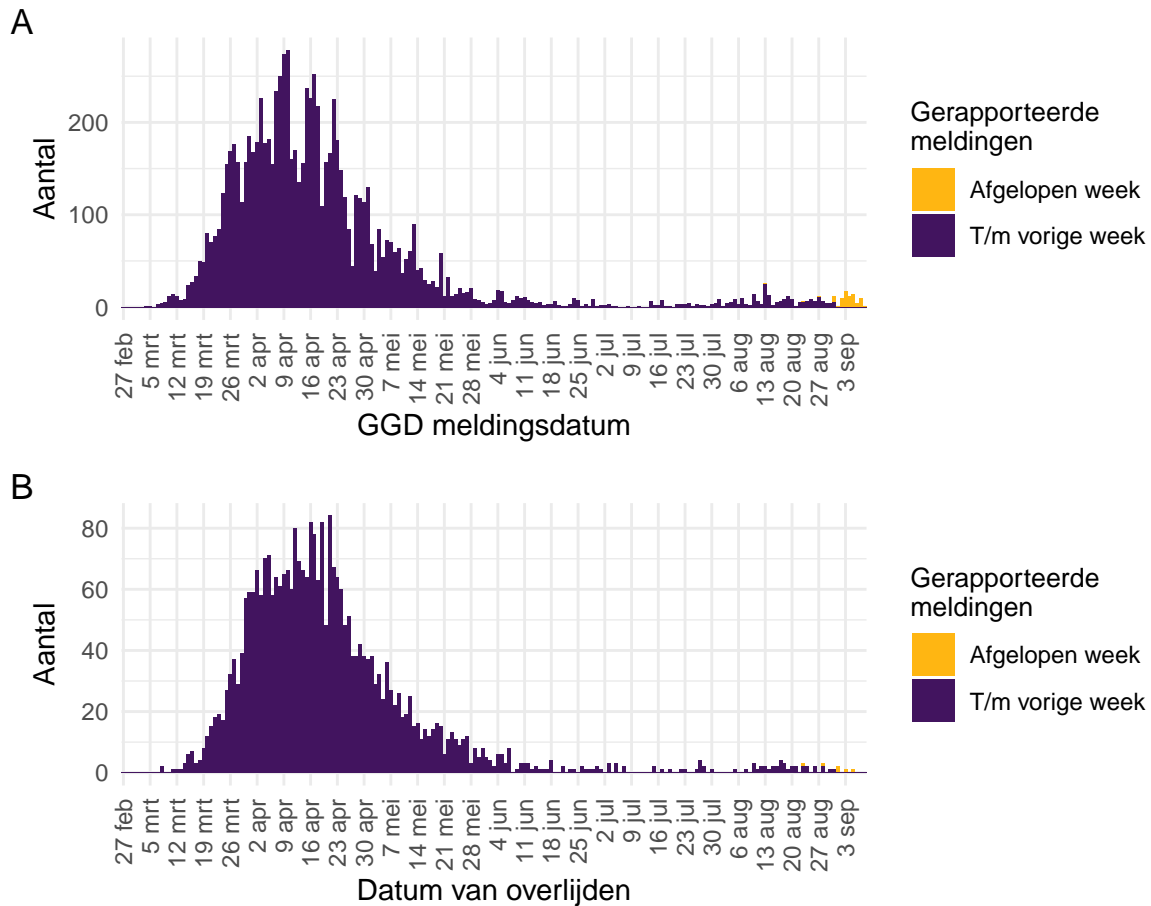 A
Aantal
200
100
0
27 feb
5 mrt
12 mrt
19 mrt
26 mrt
2 apr
9 apr
16 apr
23 apr
30 apr
7 mei
14 mei
21 mei
28 mei
4 jun
11 jun
18 jun
25 jun
2 jul
9 jul
16 jul
23 jul
30 jul
6 aug
13 aug
20 aug
27 aug
3 sep
GGD meldingsdatum
Gerapporteerde
meldingen
Afgelopen week
T/m vorige week
B
Aantal
80
60
40
20
0
27 feb
5 mrt
12 mrt
19 mrt
26 mrt
2 apr
9 apr
16 apr
23 apr
30 apr
7 mei
14 mei
21 mei
28 mei
4 jun
11 jun
18 jun
25 jun
2 jul
9 jul
16 jul
23 jul
30 jul
6 aug
13 aug
20 aug
27 aug
3 sep
Datum van overlijden
Gerapporteerde
meldingen
Afgelopen week
T/m vorige week